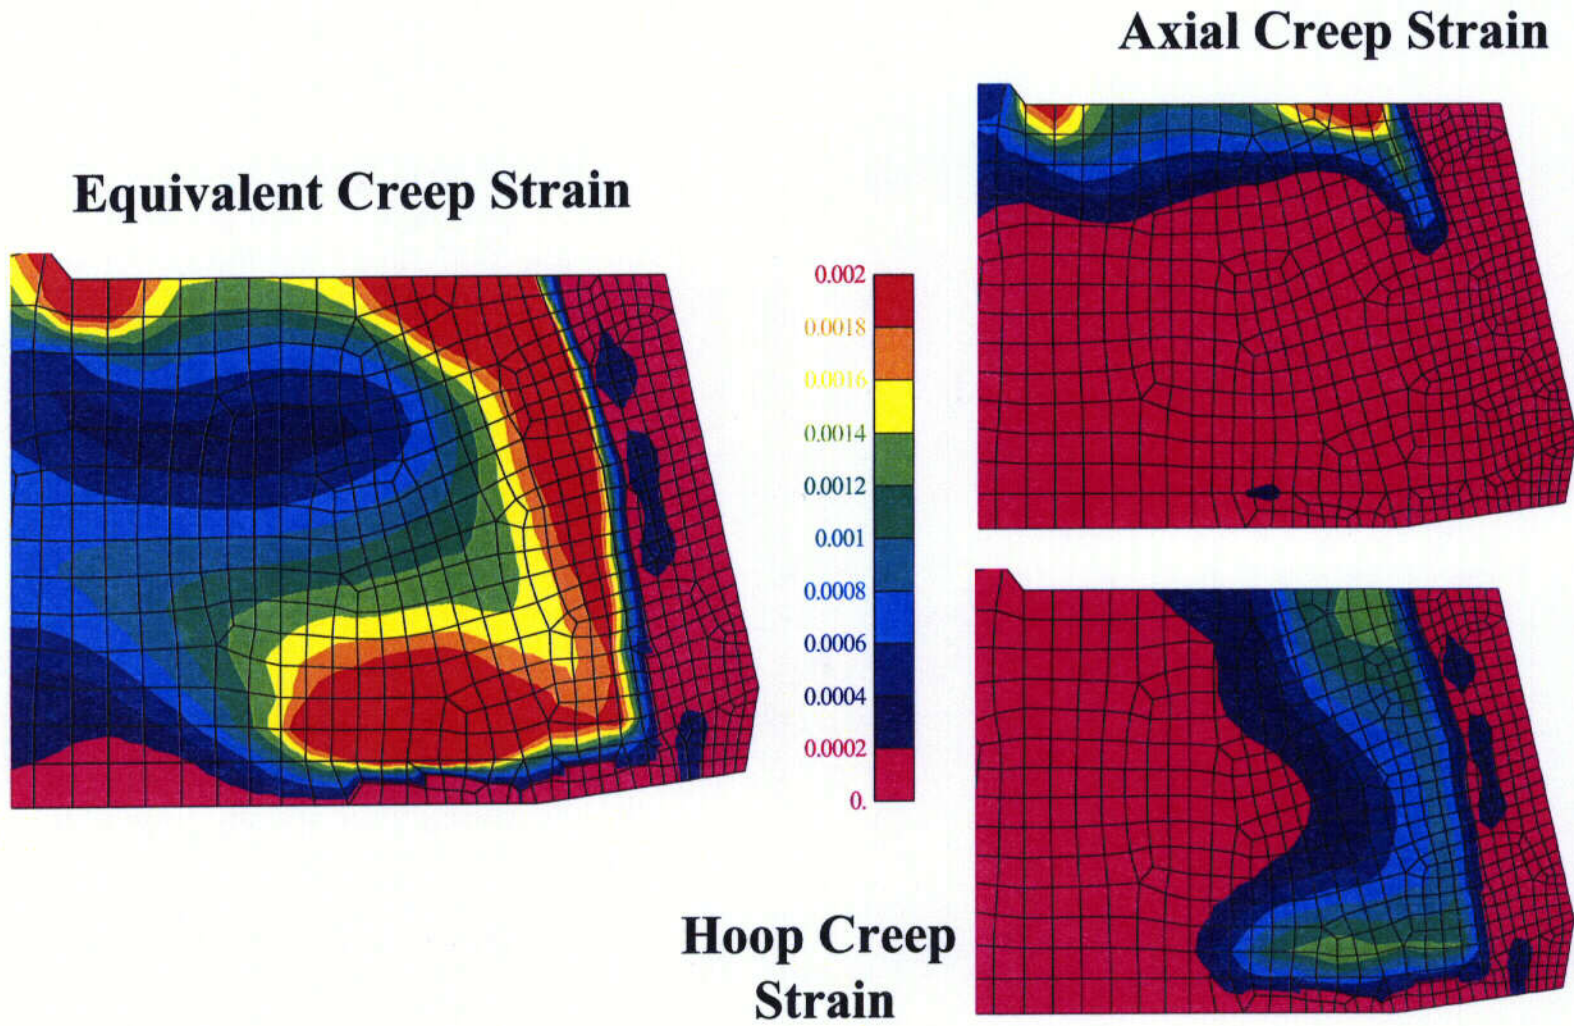 Axial Creep Strain
Equivalent Creep Strain
0.002
0.0018
0.0016
0.0014
0.0012
0.001
0.0008
0.0006
0.0004
0.0002
0.
Hoop Creep
Strain